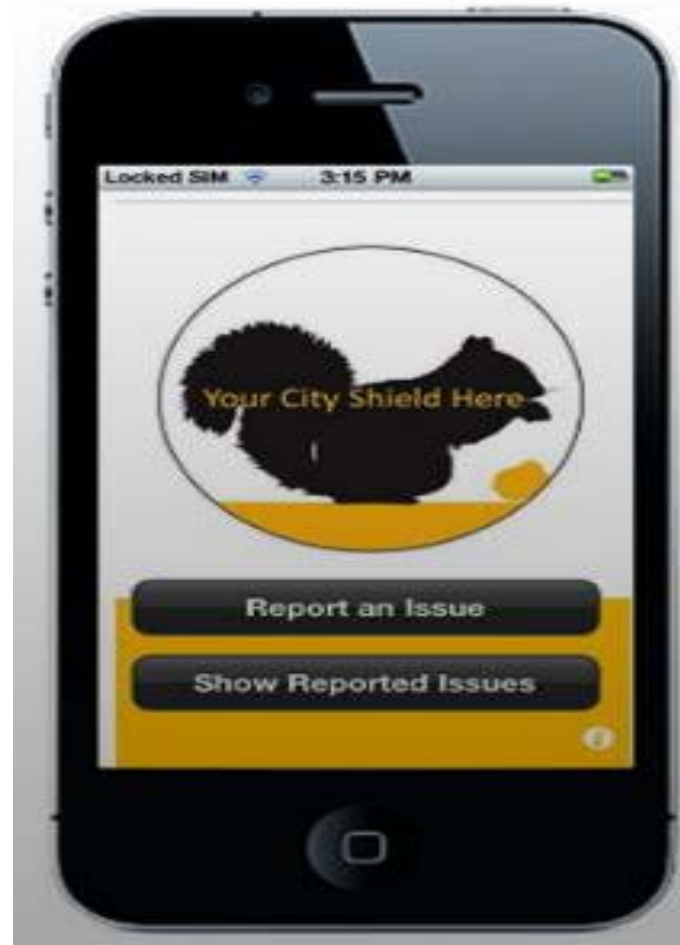 Locked SIM 3:15 PM
Your City Shield Here
Report an Issue
Show Reported Issues